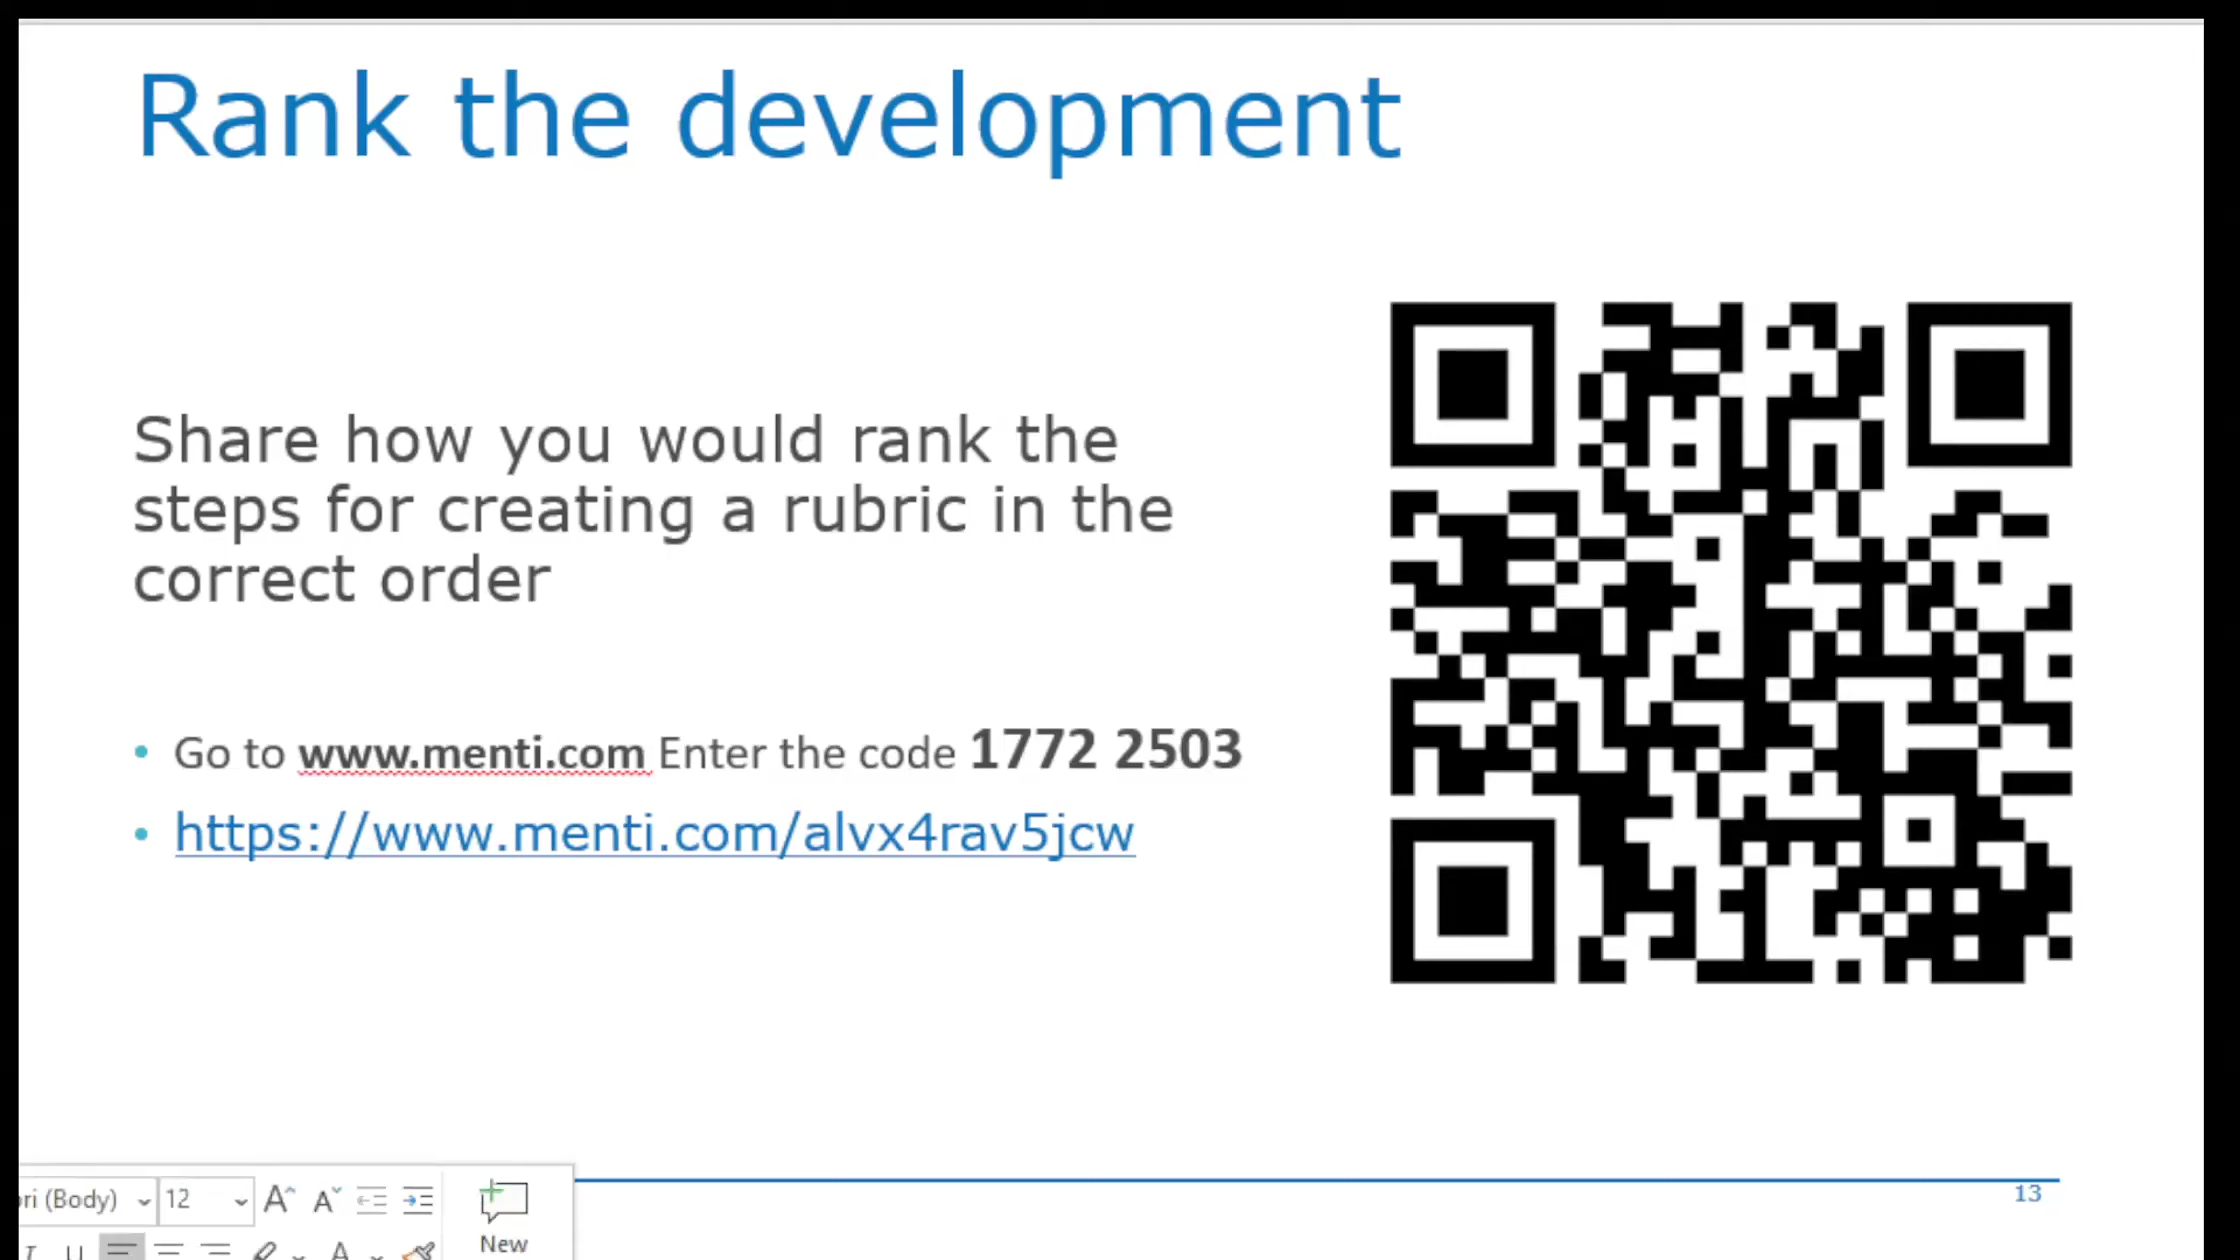 Rank the development
Share how you would rank the
steps for creating a rubric in the
correct order
• Go to www.menti.com Enter the code 1772 2503
• https://www.menti.com/alvx4rav5jcw
13
(Body) 12
New